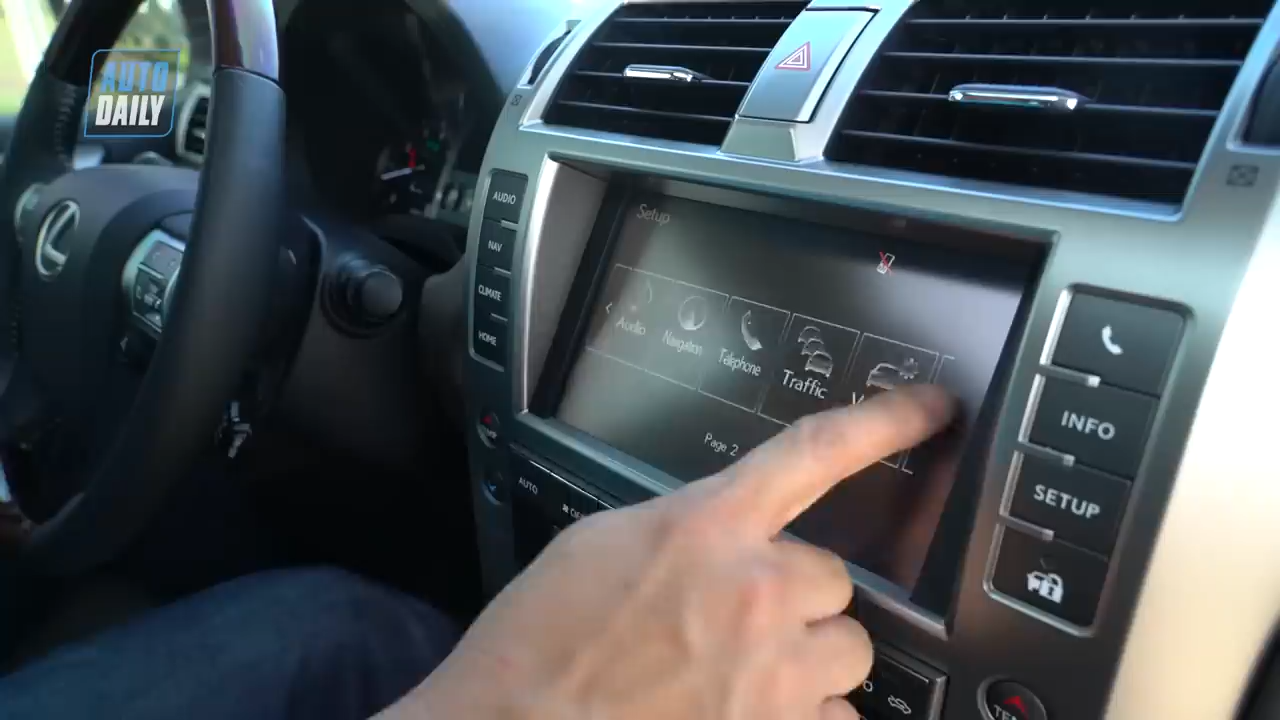 AUTO
DAILY
AUDIO
NAV
CLIMATE
HOME
Setup
Audio
Navigation
Telephone
Traffic
V
Page 2
INFO
SETUP
AUTO